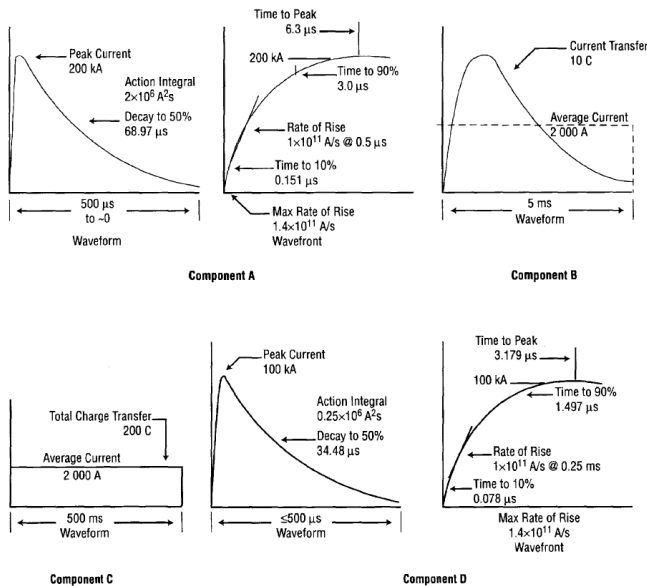 Peak Current
200 kA
Action Integral
2×10⁶ A²s
Decay to 50%
68.97 µs
500 µs
to ~0
Waveform
Time to Peak
6.3 µs
200 kA
Time to 90%
3.0 µs
Rate of Rise
1×10¹¹ A/s @ 0.5 µs
Time to 10%
0.151 µs
Max Rate of Rise
1.4×10¹¹ A/s
Wavefront
Component A
Current Transfer
10 C
Average Current
2 000 A
5 ms
Waveform
Component B
Total Charge Transfer
200 C
Average Current
2 000 A
500 ms
Waveform
Component C
Peak Current
100 kA
Action Integral
0.25×10⁶ A²s
Decay to 50%
34.48 µs
≤500 µs
Waveform
Time to Peak
3.179 µs
100 kA
Time to 90%
1.497 µs
Rate of Rise
1×10¹¹ A/s @ 0.25 ms
Time to 10%
0.078 µs
Max Rate of Rise
1.4×10¹¹ A/s
Wavefront
Component D